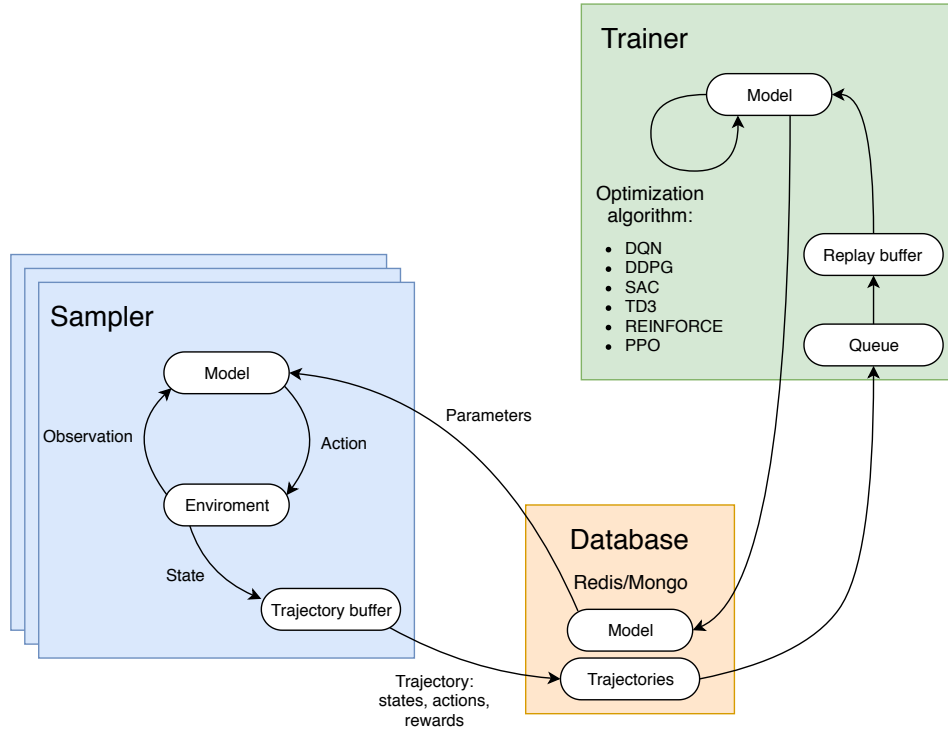 Trainer
Model
Optimization
algorithm:
• DQN
• DDPG
• SAC
• TD3
• REINFORCE
• PPO
Replay buffer
Queue
Sampler
Model
Observation
Action
Enviroment
State
Trajectory buffer
Trajectory:
states, actions,
rewards
Parameters
Database
Redis/Mongo
Model
Trajectories